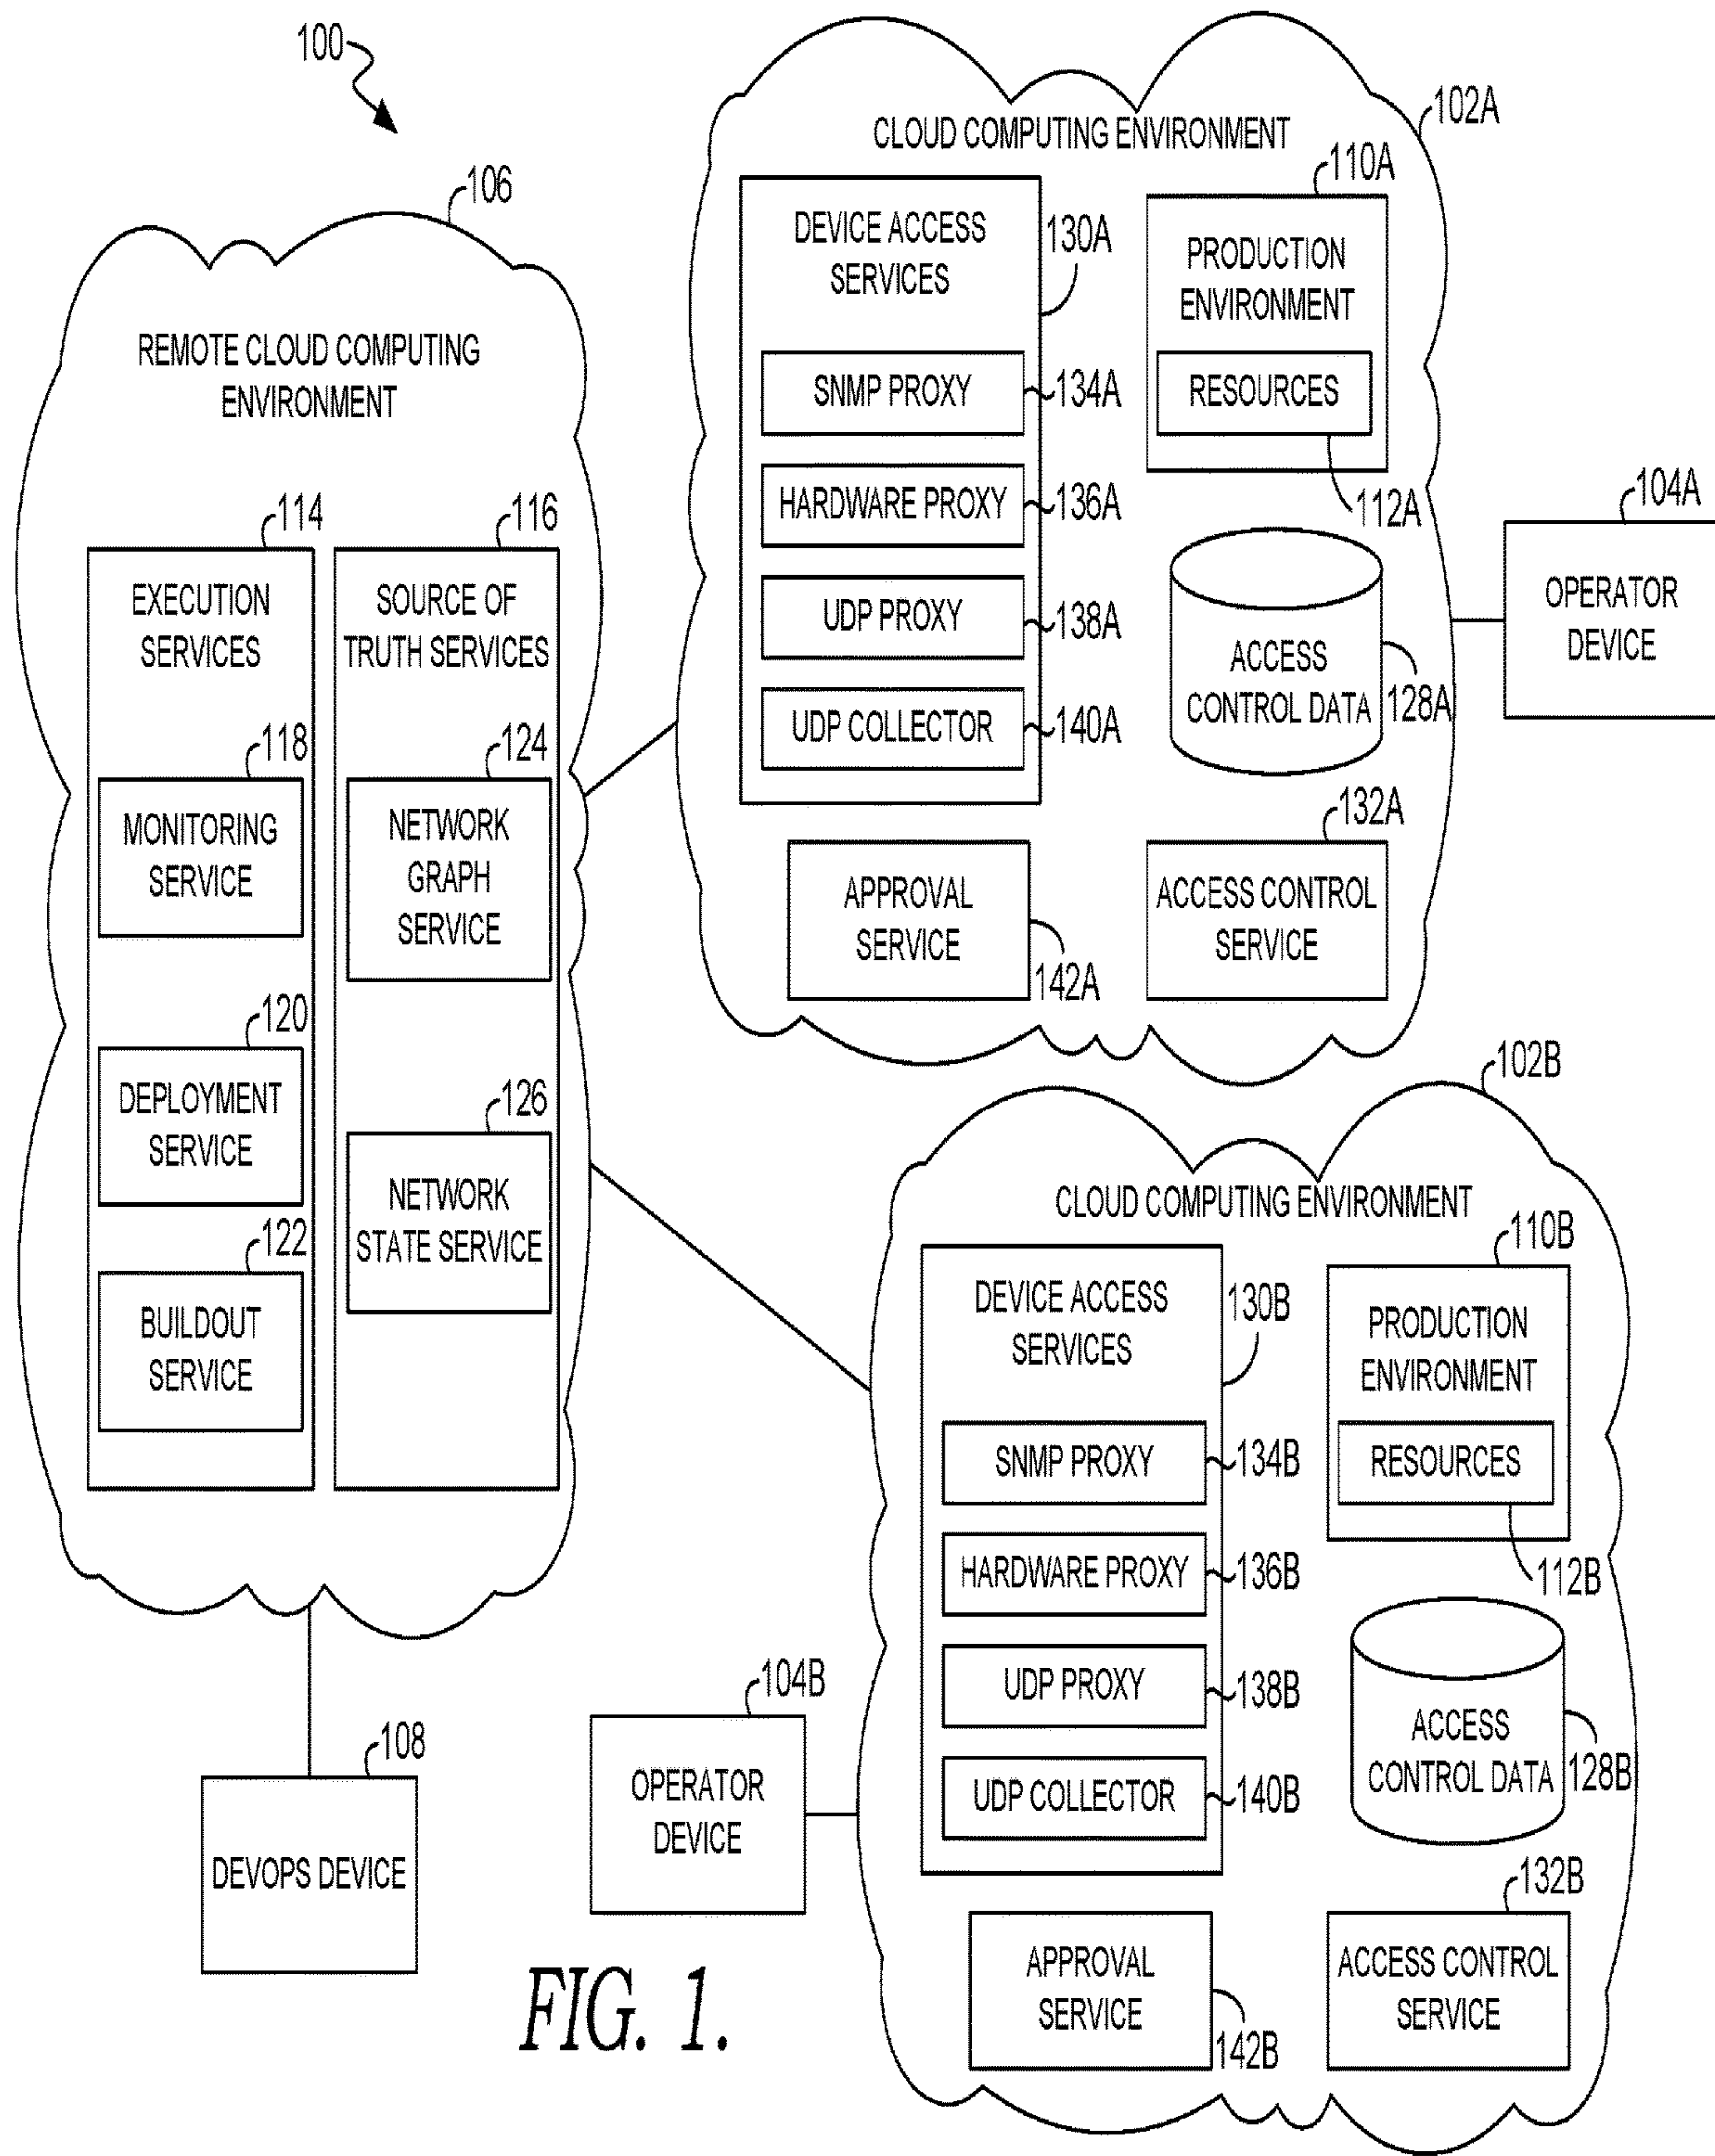 100
106
REMOTE CLOUD COMPUTING
ENVIRONMENT
114
EXECUTION
SERVICES
118
MONITORING
SERVICE
120
DEPLOYMENT
SERVICE
122
BUILDOUT
SERVICE
116
SOURCE OF
TRUTH SERVICES
124
NETWORK
GRAPH
SERVICE
126
NETWORK
STATE SERVICE
108
DEVOPS DEVICE
102A
CLOUD COMPUTING ENVIRONMENT
DEVICE ACCESS
SERVICES
130A
SNMP PROXY
134A
HARDWARE PROXY
136A
UDP PROXY
138A
UDP COLLECTOR
140A
110A
PRODUCTION
ENVIRONMENT
RESOURCES
112A
ACCESS
CONTROL DATA
128A
APPROVAL
SERVICE
142A
132A
ACCESS CONTROL
SERVICE
104A
OPERATOR
DEVICE
102B
CLOUD COMPUTING ENVIRONMENT
DEVICE ACCESS
SERVICES
130B
SNMP PROXY
134B
HARDWARE PROXY
136B
UDP PROXY
138B
UDP COLLECTOR
140B
110B
PRODUCTION
ENVIRONMENT
RESOURCES
112B
ACCESS
CONTROL DATA
128B
APPROVAL
SERVICE
142B
132B
ACCESS CONTROL
SERVICE
104B
OPERATOR
DEVICE
FIG. 1.